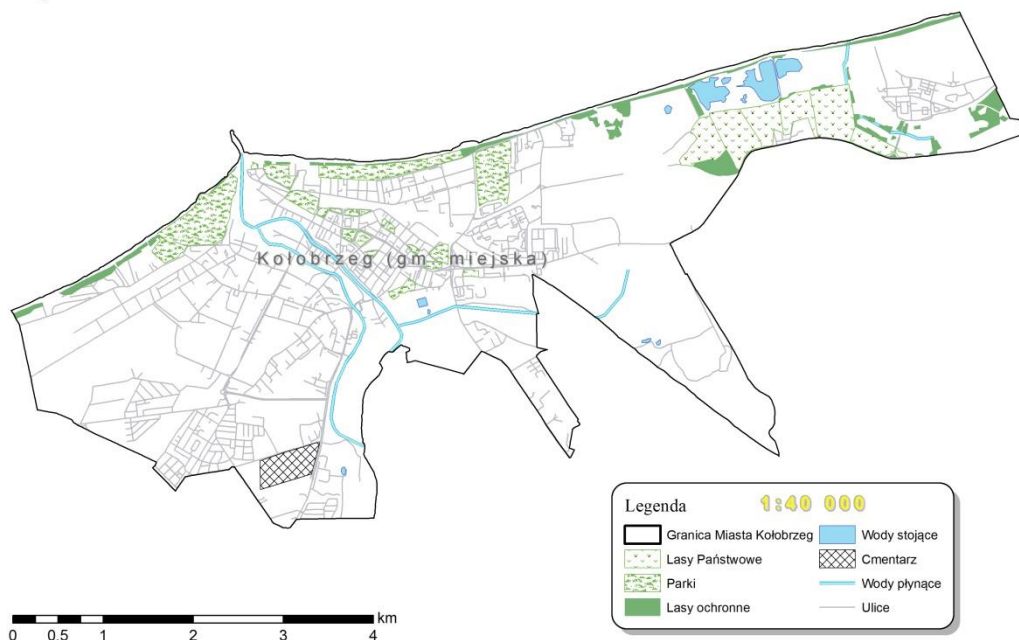 Kołobrzeg (gm. miejska)
Legenda 1:40 000
Granica Miasta Kołobrzeg
Wody stojące
Lasy Państwowe
Cmentarz
Parki
Wody płynące
Lasy ochronne
Ulice
km
0 0.5 1 2 3 4